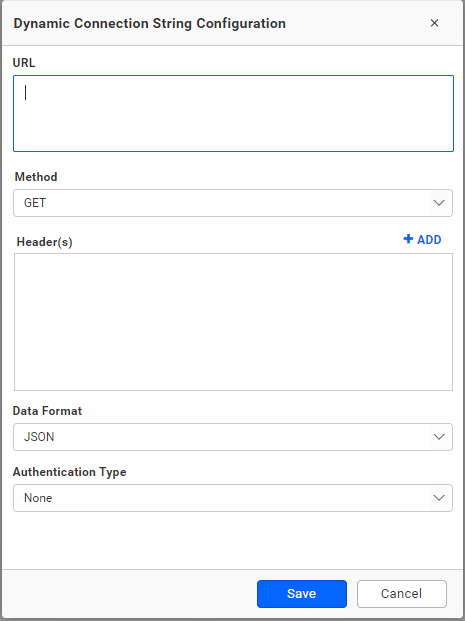 Dynamic Connection String Configuration
URL
Method
GET
Header(s)
+ ADD
Data Format
JSON
Authentication Type
None
Save
Cancel